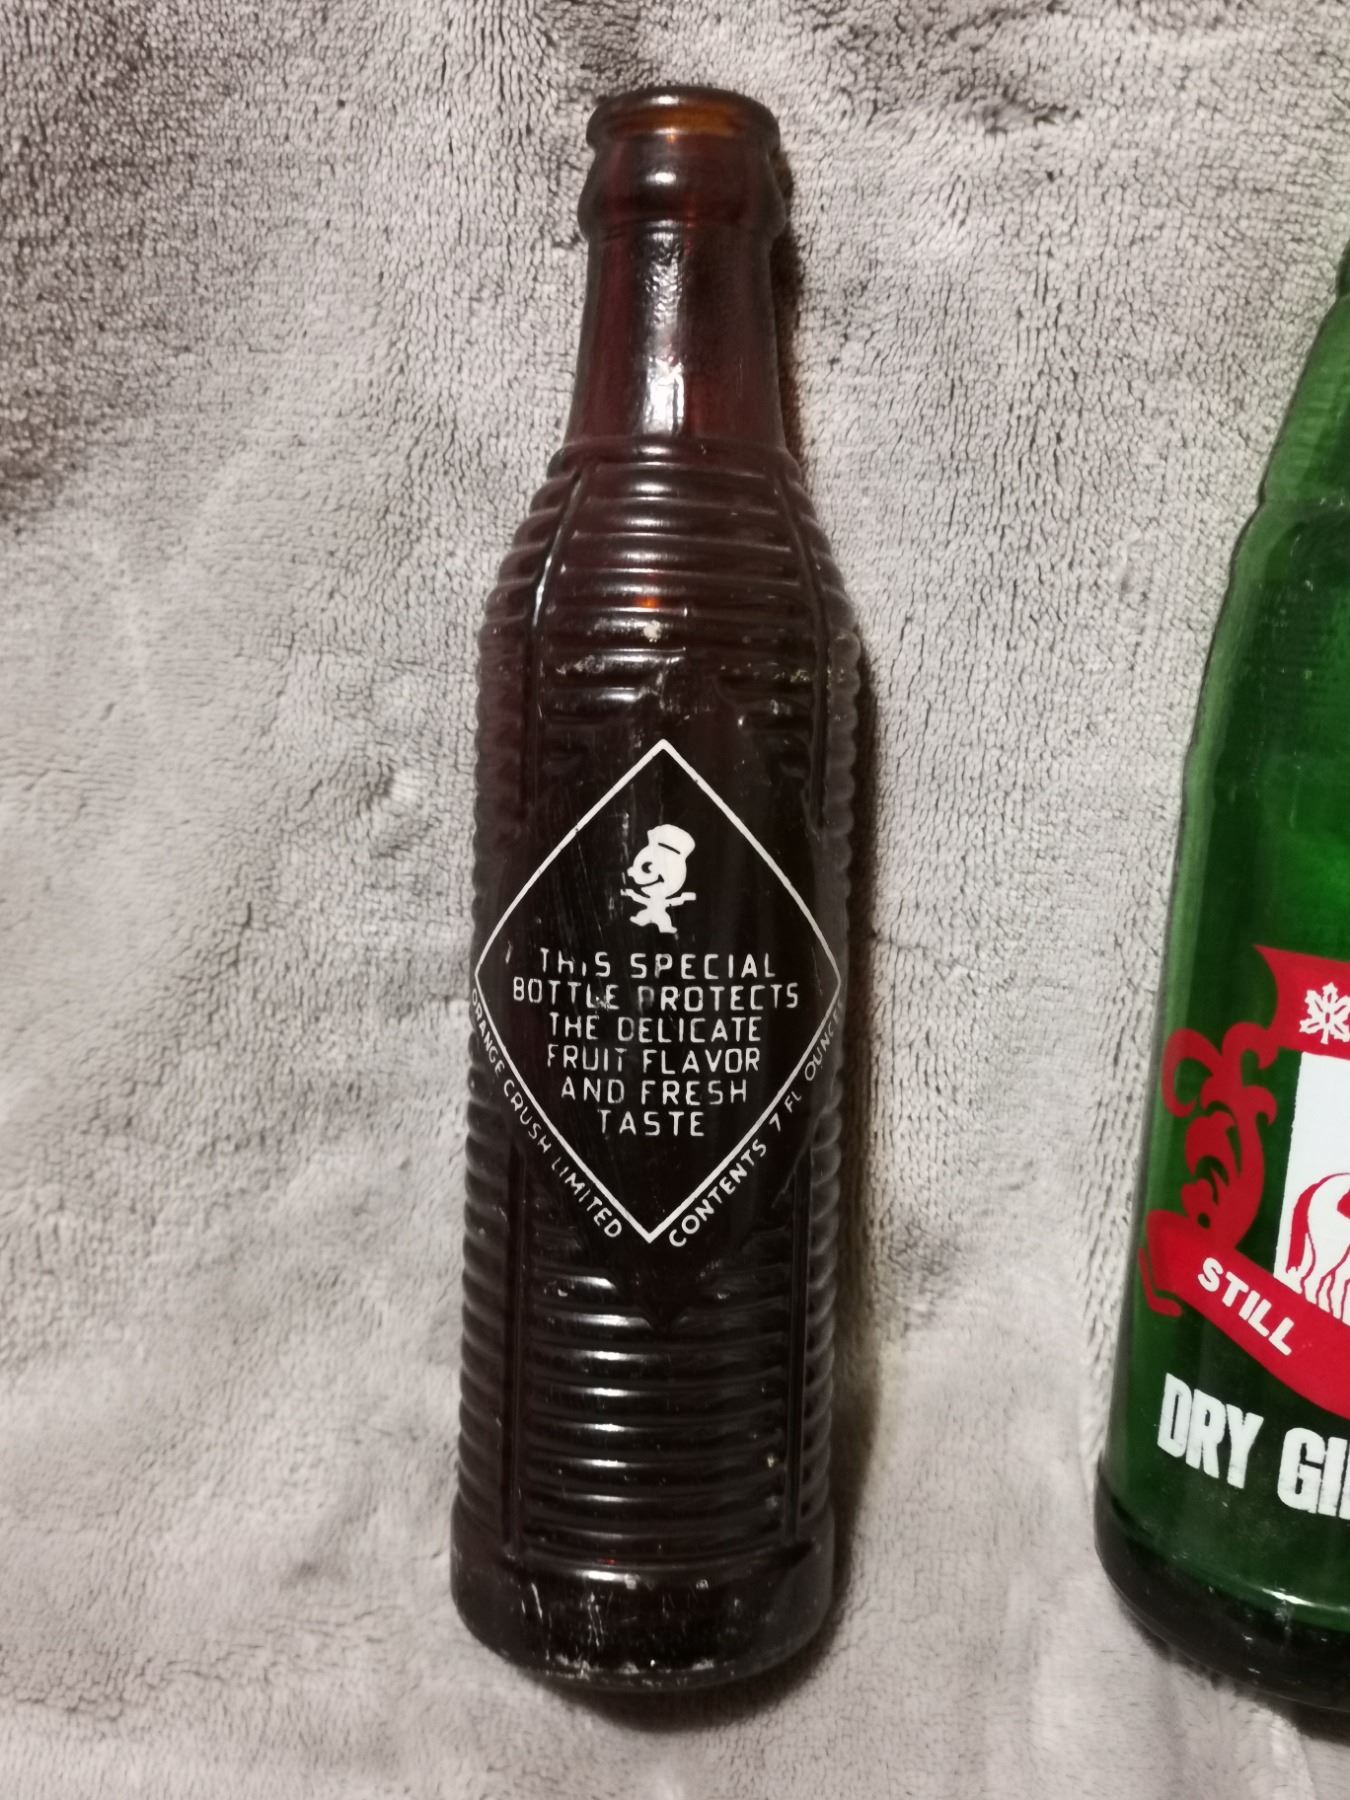 THIS SPECIAL
BOTTLE PROTECTS
THE DELICATE
FRUIT FLAVOR
AND FRESH
TASTE
ORANGE CRUSH LIMITED
CONTENTS 7 FL OUNCES
STILL
DRY